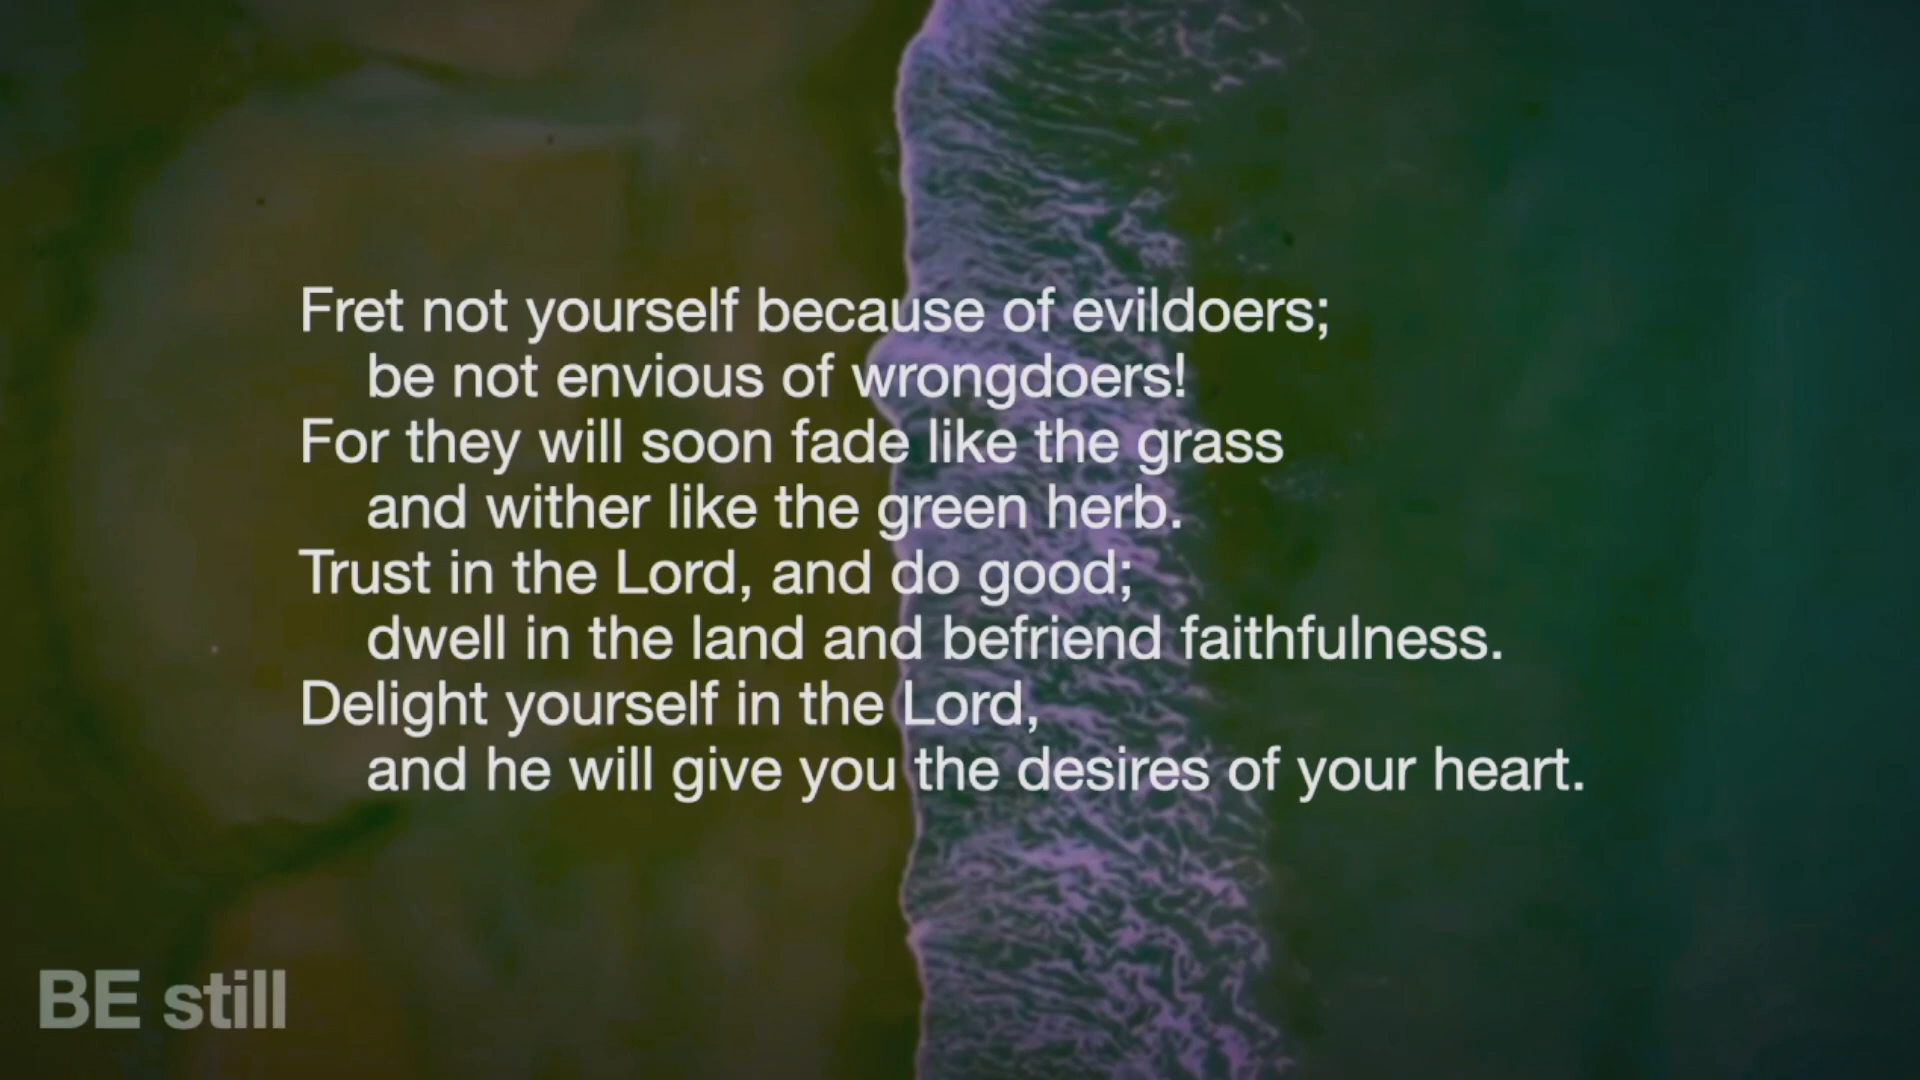 Fret not yourself because of evildoers;
be not envious of wrongdoers!
For they will soon fade like the grass
and wither like the green herb.
Trust in the Lord, and do good;
dwell in the land and befriend faithfulness.
Delight yourself in the Lord,
and he will give you the desires of your heart.
BE still